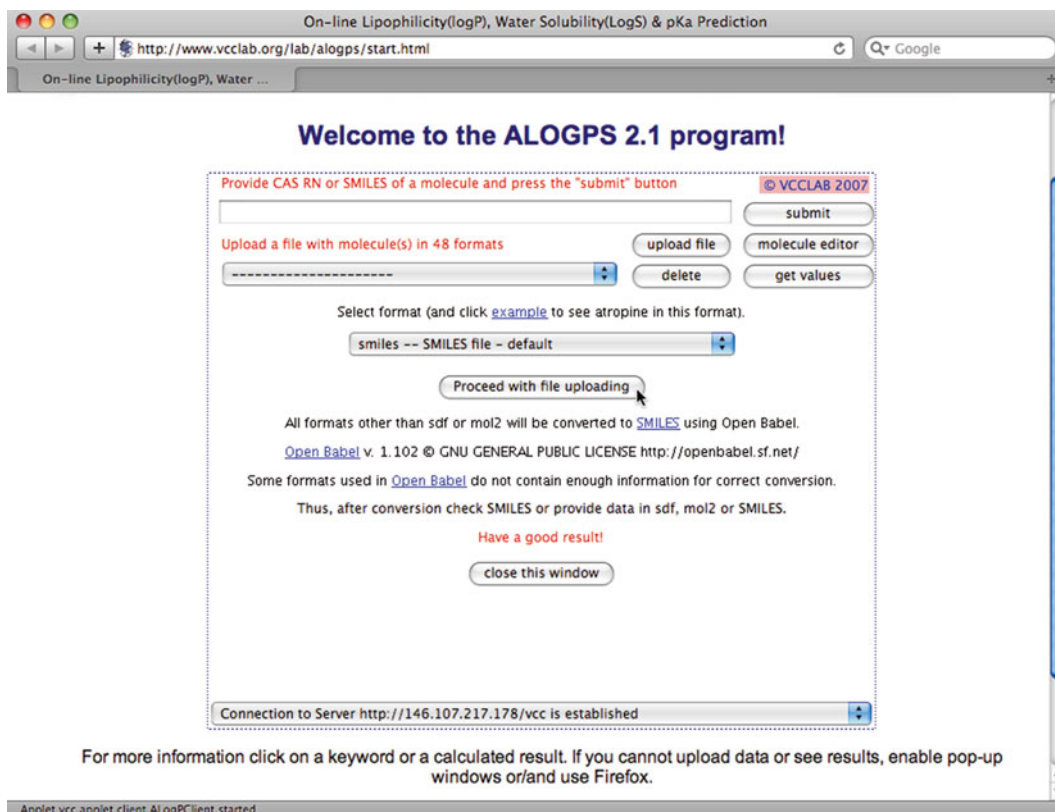 On-line Lipophilicity(logP), Water Solubility(LogS) & pKa Prediction
http://www.vcclab.org/lab/alogps/start.html
Google
On-line Lipophilicity(logP), Water ...
Welcome to the ALOGPS 2.1 program!
Provide CAS RN or SMILES of a molecule and press the "submit" button
© VCCLAB 2007
submit
Upload a file with molecule(s) in 48 formats
upload file
molecule editor
----------------------
delete
get values
Select format (and click example to see atropine in this format).
smiles -- SMILES file - default
Proceed with file uploading
All formats other than sdf or mol2 will be converted to SMILES using Open Babel.
Open Babel v. 1.102 © GNU GENERAL PUBLIC LICENSE http://openbabel.sf.net/
Some formats used in Open Babel do not contain enough information for correct conversion.
Thus, after conversion check SMILES or provide data in sdf, mol2 or SMILES.
Have a good result!
close this window
Connection to Server http://146.107.217.178/vcc is established
For more information click on a keyword or a calculated result. If you cannot upload data or see results, enable pop-up
windows or/and use Firefox.
Applet vcc.applet.client.ALogPClient started